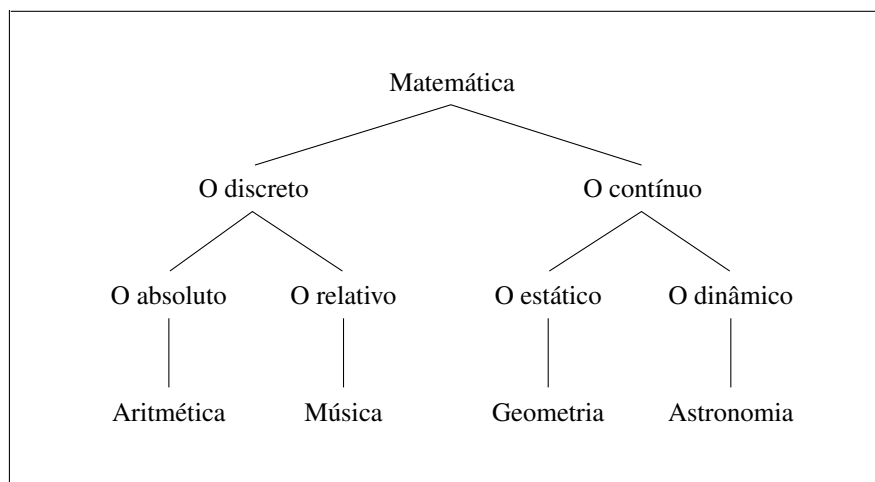 Matemática
O discreto O contínuo
O absoluto O relativo O estático O dinâmico
Aritmética Música Geometria Astronomia